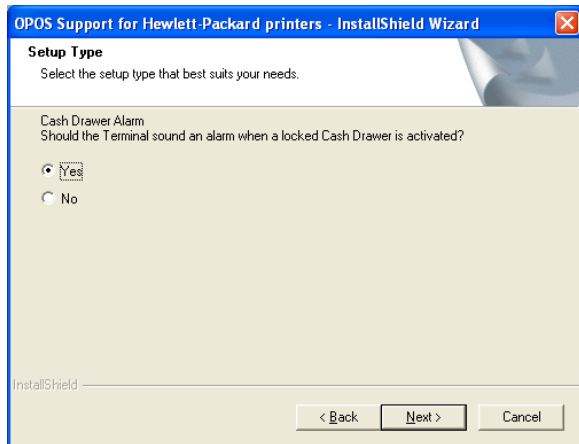 OPOS Support for Hewlett-Packard printers - InstallShield Wizard
Setup Type
Select the setup type that best suits your needs.
Cash Drawer Alarm
Should the Terminal sound an alarm when a locked Cash Drawer is activated?
Yes
No
InstallShield
< Back Next > Cancel